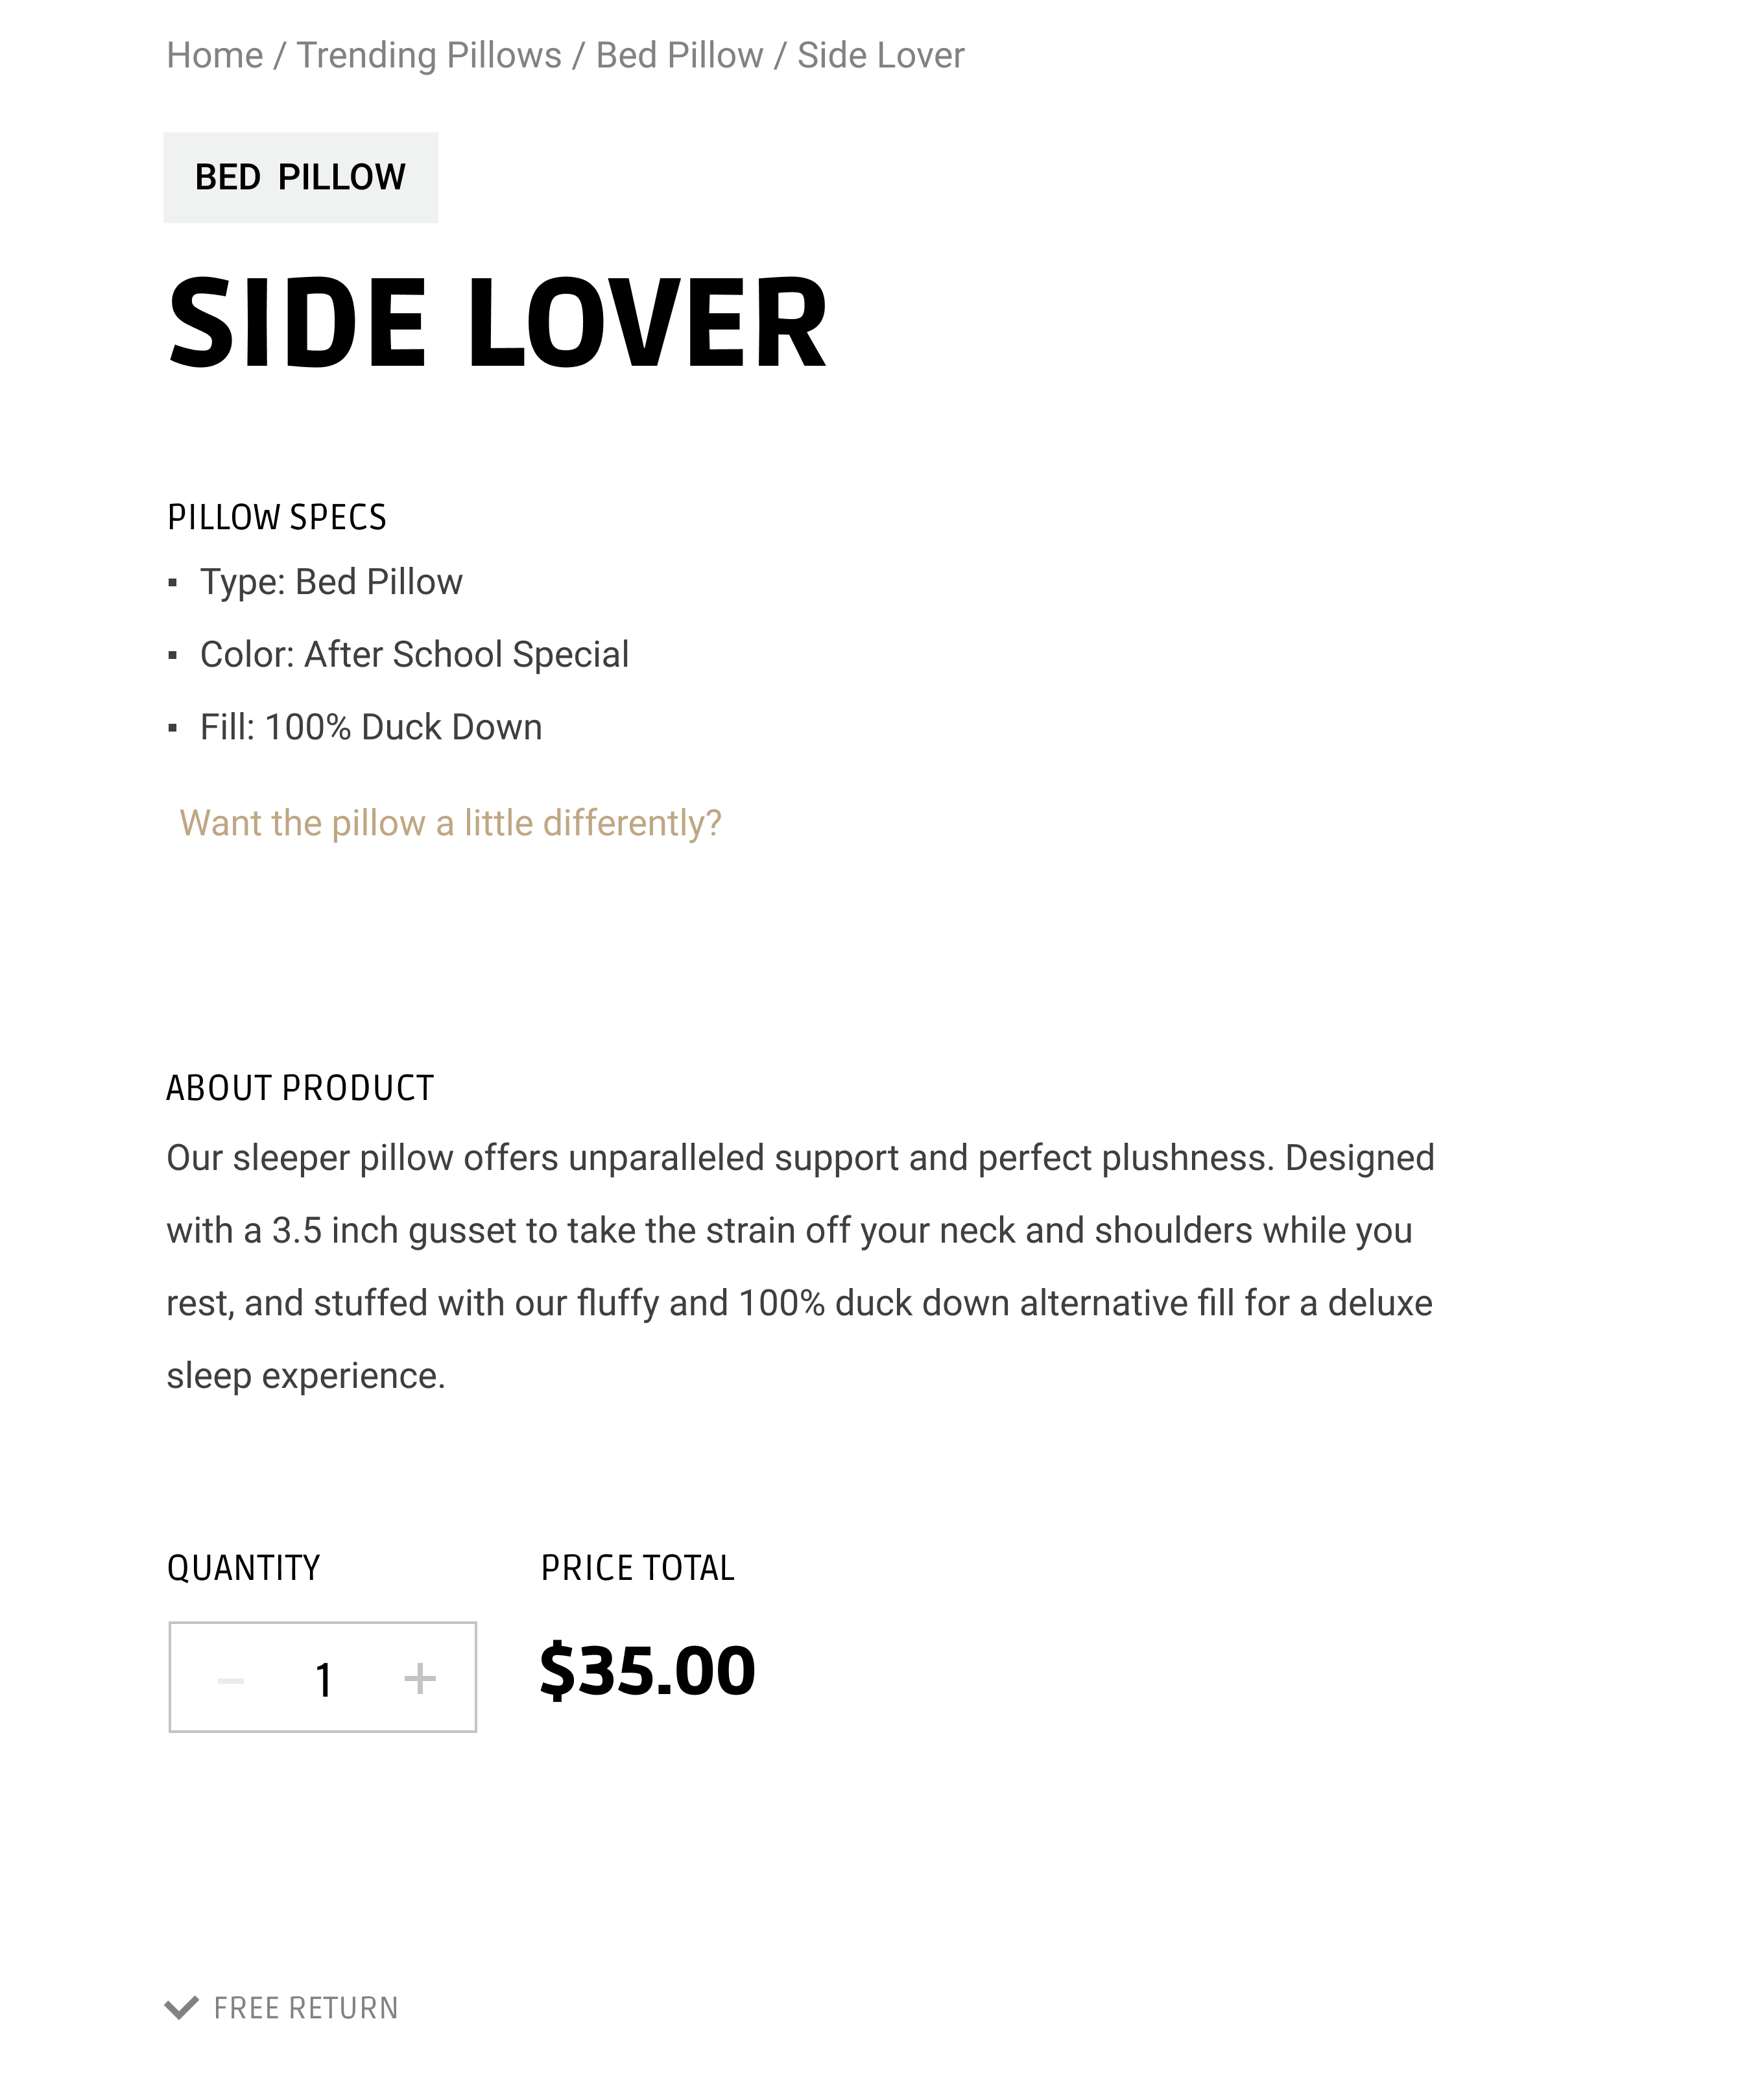 Home / Trending Pillows / Bed Pillow / Side Lover
BED PILLOW
SIDE LOVER
PILLOW SPECS
▪ Type: Bed Pillow
▪ Color: After School Special
▪ Fill: 100% Duck Down
Want the pillow a little differently?
ABOUT PRODUCT
Our sleeper pillow offers unparalleled support and perfect plushness. Designed
with a 3.5 inch gusset to take the strain off your neck and shoulders while you
rest, and stuffed with our fluffy and 100% duck down alternative fill for a deluxe
sleep experience.
QUANTITY PRICE TOTAL
− 1 + $35.00
FREE RETURN